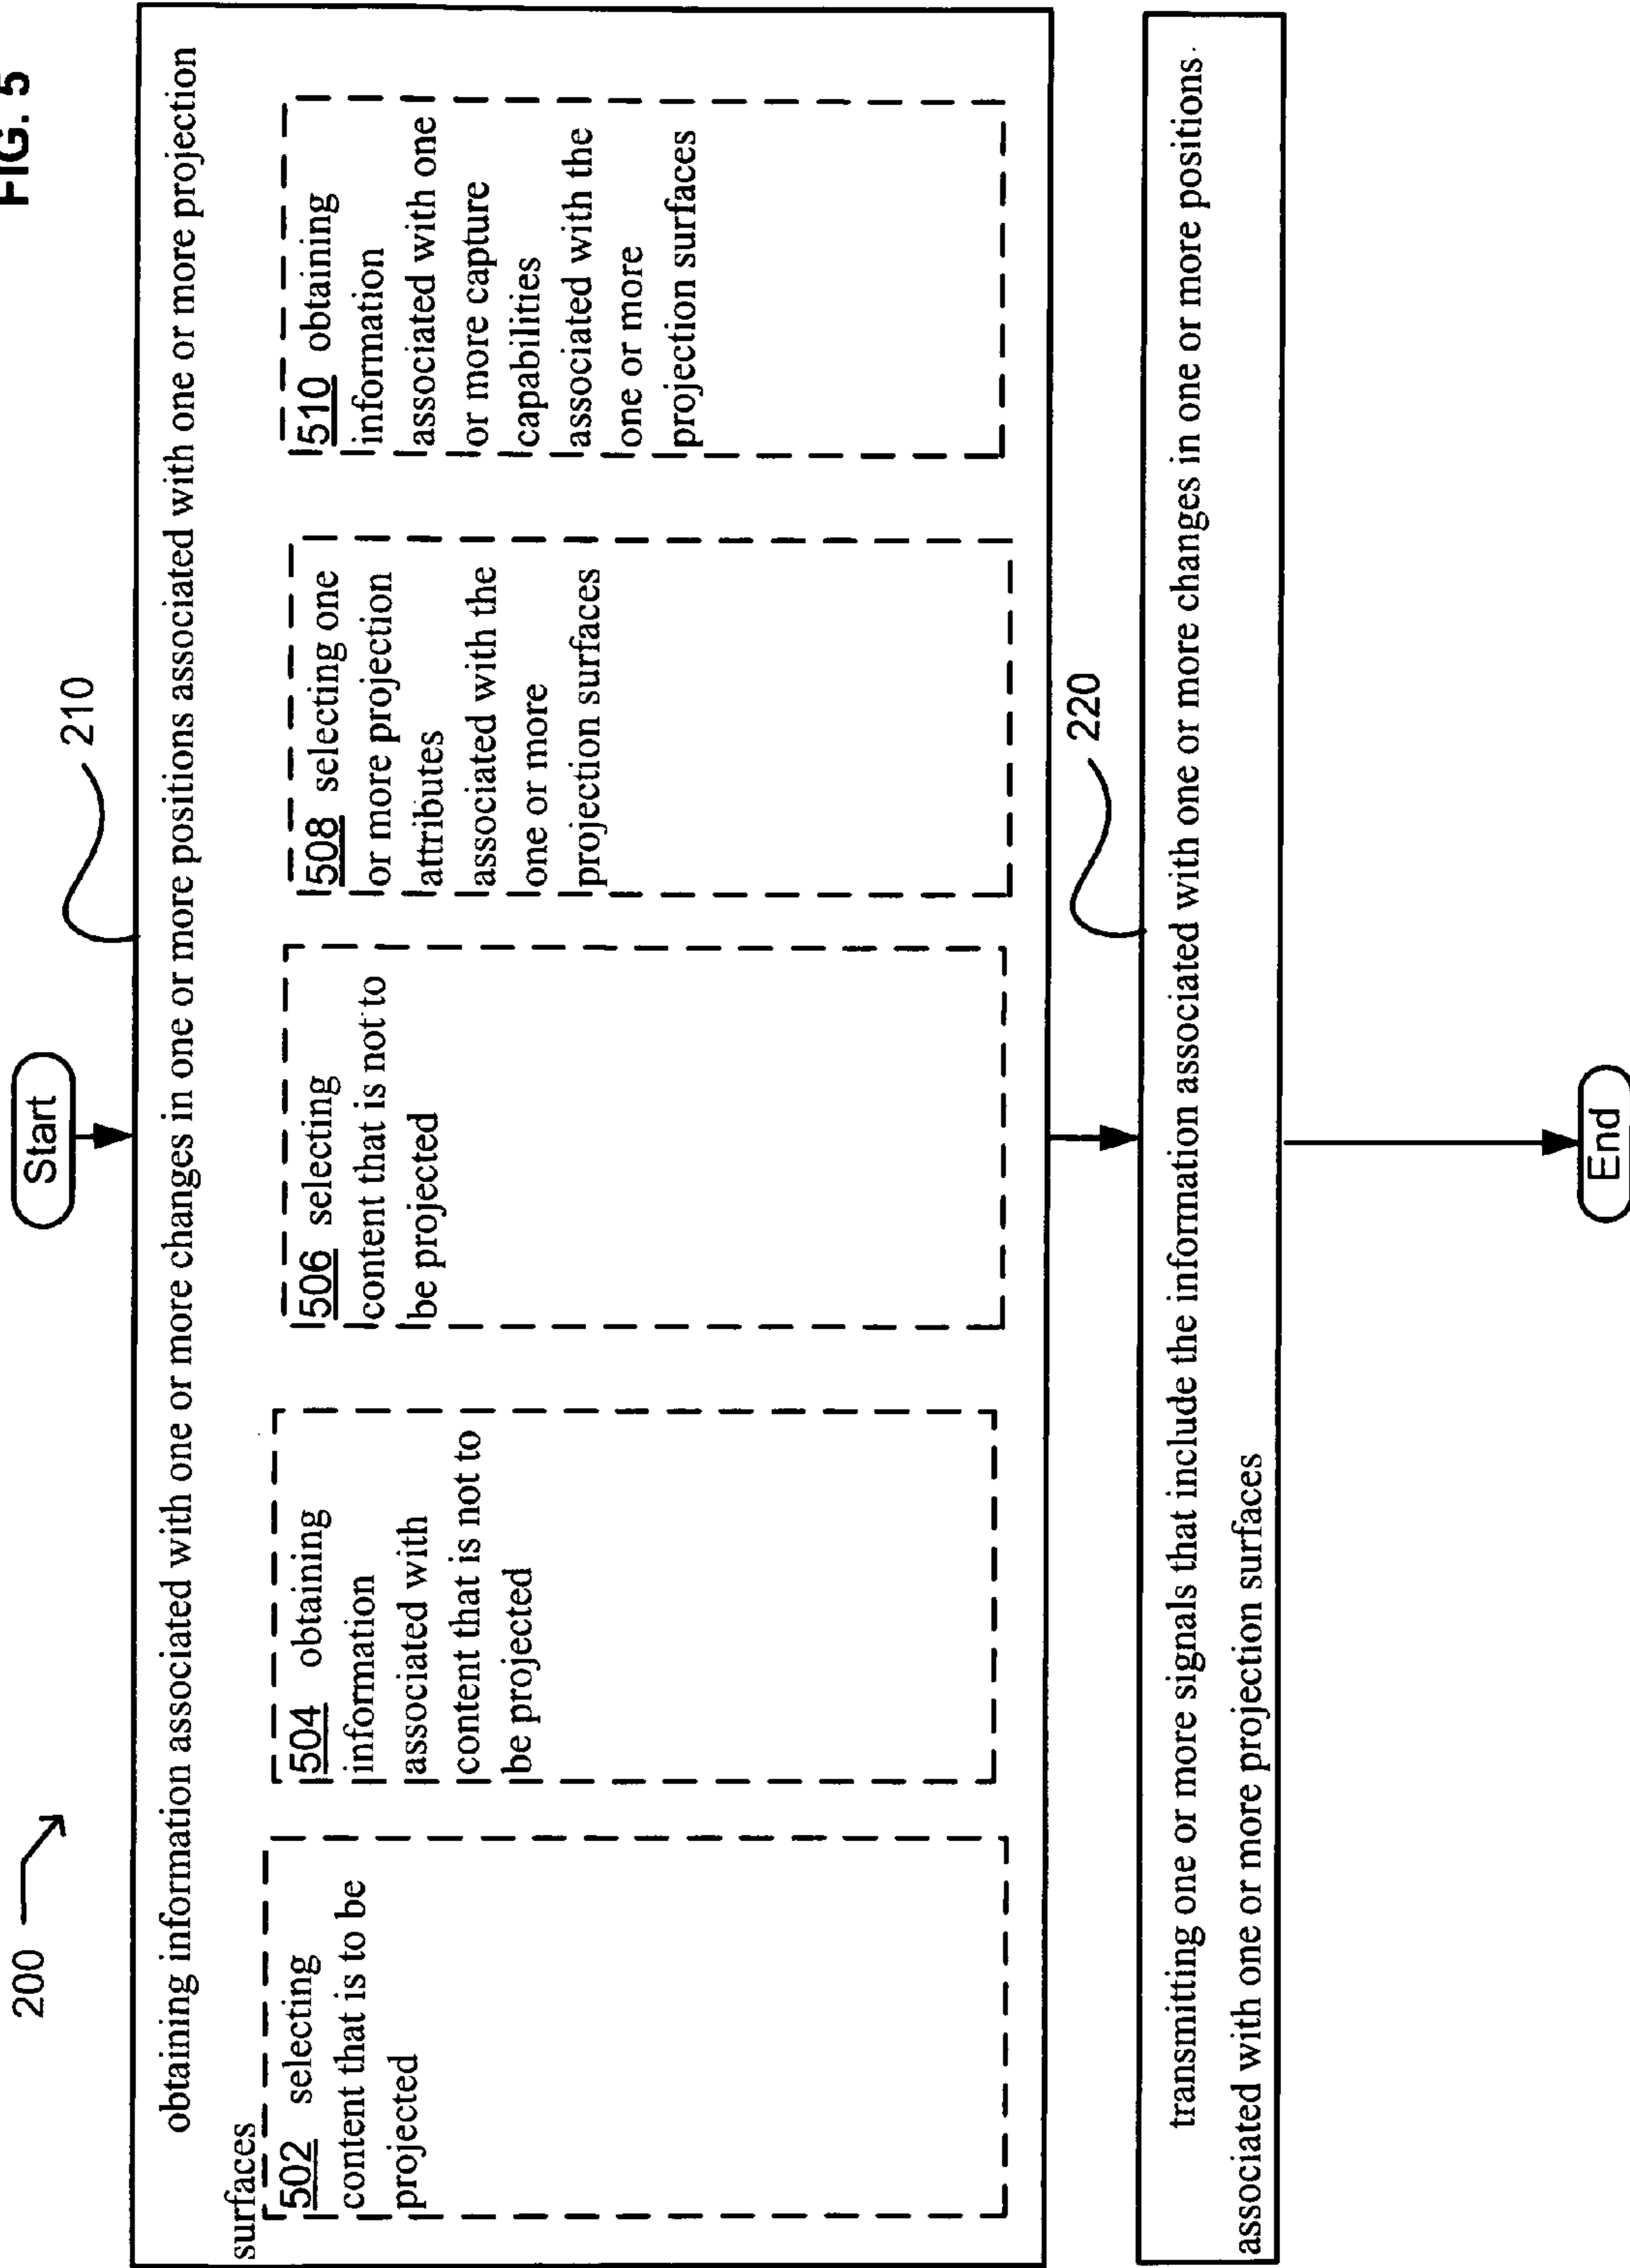 FIG. 5
200
Start
210
obtaining information associated with one or more changes in one or more positions associated with one or more projection
surfaces
502 selecting
content that is to be
projected
504 obtaining
information
associated with
content that is not to
be projected
506 selecting
content that is not to
be projected
508 selecting one
or more projection
attributes
associated with the
one or more
projection surfaces
510 obtaining
information
associated with one
or more capture
capabilities
associated with the
one or more
projection surfaces
220
transmitting one or more signals that include the information associated with one or more changes in one or more positions
associated with one or more projection surfaces
End